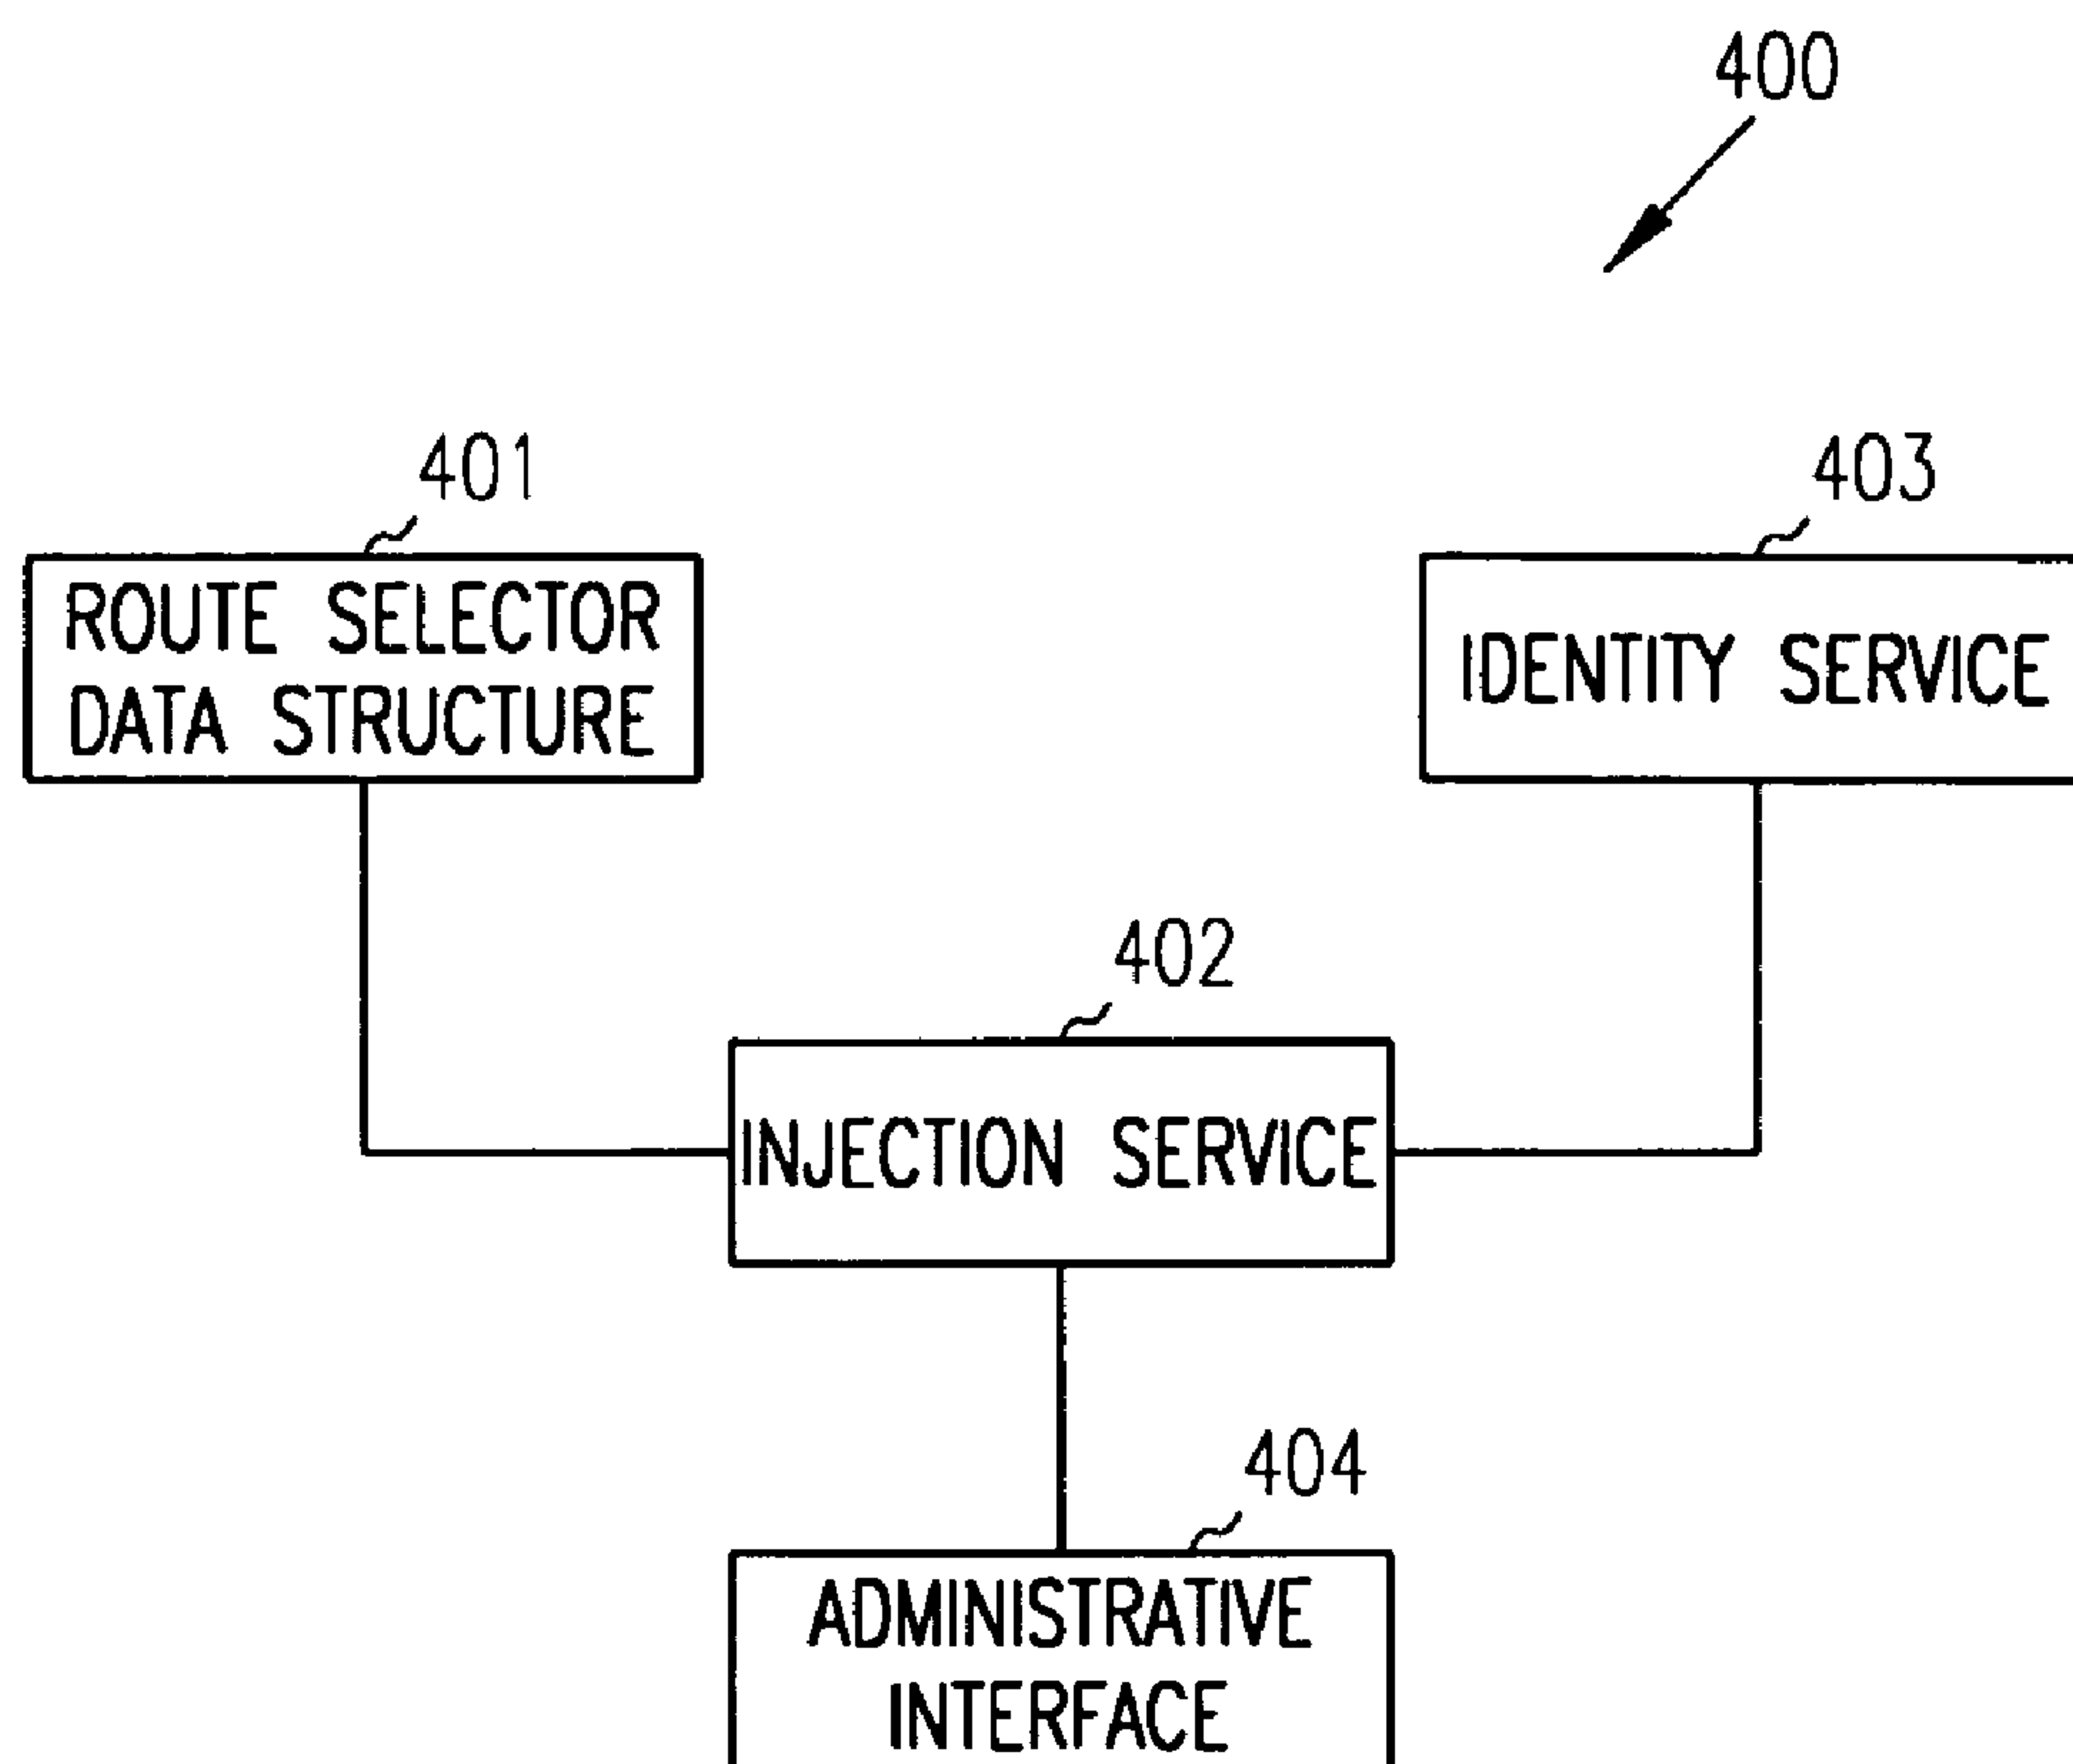 400
401
403
ROUTE SELECTOR
DATA STRUCTURE
IDENTITY SERVICE
402
INJECTION SERVICE
404
ADMINISTRATIVE
INTERFACE